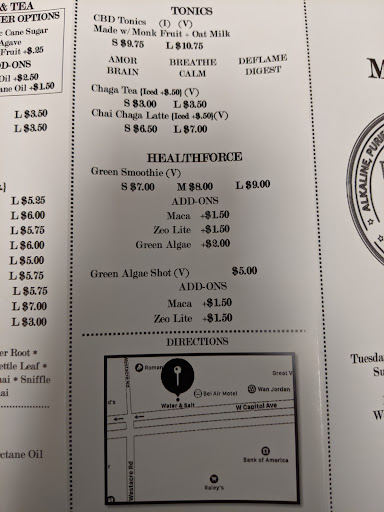 & TEA
ER OPTIONS
Cane Sugar
Agave
Fruit +$.25
D-ONS
Oil +$2.50
ane Oil +$1.50
L $3.50
L $3.50
L $5.25
L $6.00
L $5.75
L $6.00
L $5.00
L $5.75
L $5.75
L $7.00
L $3.00
er Root *
ettle Leaf *
ai * Sniffle
ai
ctane Oil
TONICS
CBD Tonics (I) (V)
Made w/ Monk Fruit + Oat Milk
S $9.75 L $10.75
AMOR BREATHE DEFLAME
BRAIN CALM DIGEST
Chaga Tea [Iced +$.50] (V)
S $3.00 L $3.50
Chai Chaga Latte [Iced +$.50](V)
S $6.50 L $7.00
HEALTHFORCE
Green Smoothie (V)
S $7.00 M $8.00 L $9.00
ADD-ONS
Maca +$1.50
Zeo Lite +$1.50
Green Algae +$2.00
Green Algae Shot (V) $5.00
ADD-ONS
Maca +$1.50
Zeo Lite +$1.50
DIRECTIONS
Roman
Great V
Bel Air Motel
Wan Jordan
Water & Salt
W Capitol Ave
Westacre Rd
Bank of America
Raley's
M
ALKALINE, PURIF
Tuesda
Su
W